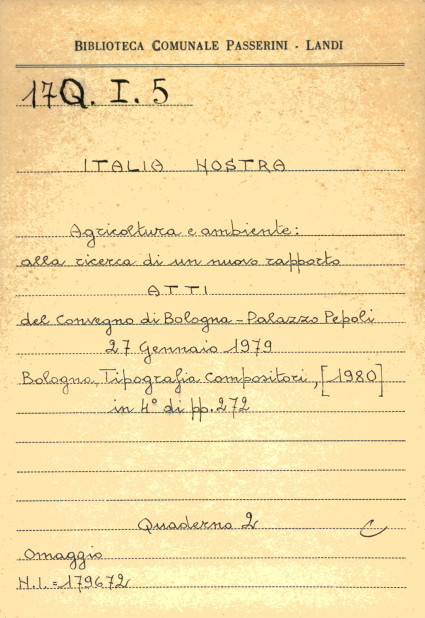 BIBLIOTECA COMUNALE PASSERINI - LANDI
17Q. I. 5
ITALIA NOSTRA
Agricoltura e ambiente:
alla ricerca di un nuovo rapporto
ATTI
del Convegno di Bologna - Palazzo Pepoli
27 Gennaio 1979
Bologna, Tipografia Compositori, [1980]
in 4° di pp. 272
Quaderno 2
Omaggio
N.I. = 179672